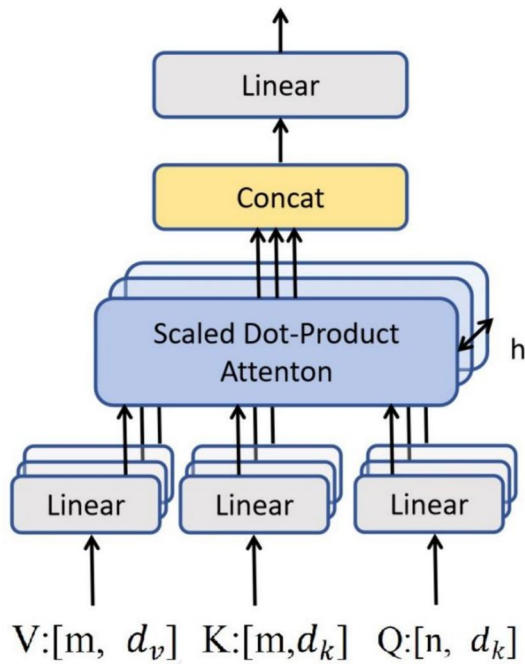 Linear
Concat
Scaled Dot-Product
Attenton
h
Linear Linear Linear
V:[m, d_v] K:[m,d_k] Q:[n, d_k]